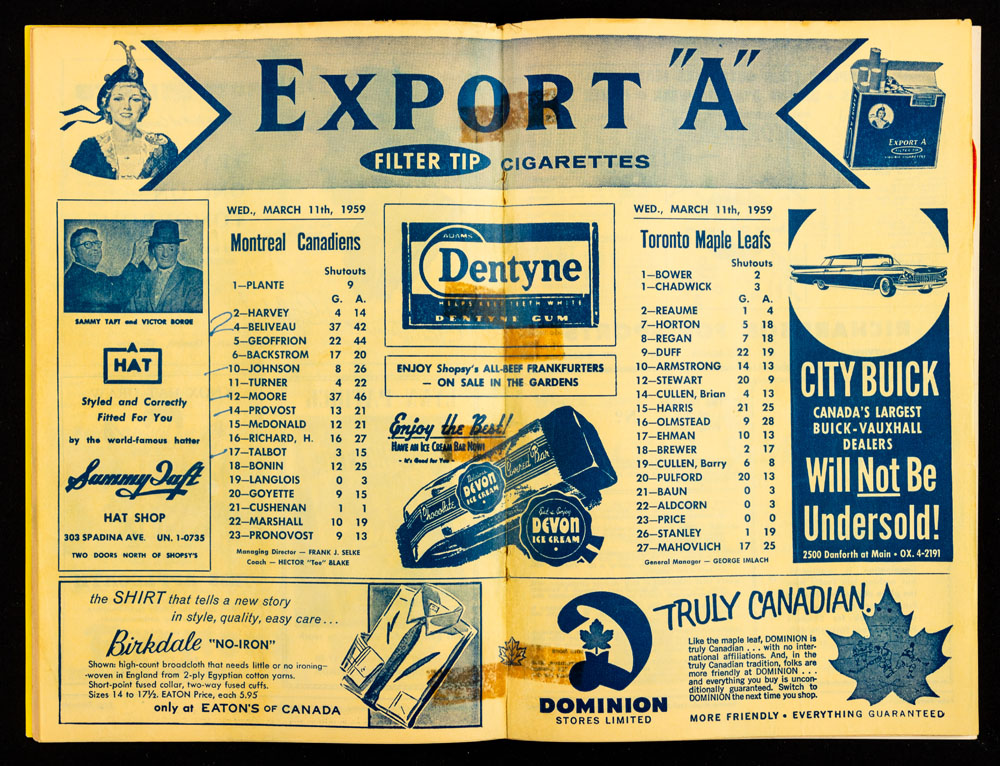 EXPORT "A"
FILTER TIP CIGARETTES
EXPORT A
SAMMY TAFT and VICTOR BORGE
A
HAT
Styled and Correctly
Fitted For You
by the world-famous hatter
Sammy Taft
HAT SHOP
303 SPADINA AVE. UN. 1-0735
TWO DOORS NORTH OF SHOPSY'S
WED., MARCH 11th, 1959
Montreal Canadiens
Shutouts
1—PLANTE 9
G. A.
2—HARVEY 4 14
4—BELIVEAU 37 42
5—GEOFFRION 22 44
6—BACKSTROM 17 20
10—JOHNSON 8 26
11—TURNER 4 22
12—MOORE 37 46
14—PROVOST 13 21
15—McDONALD 12 21
16—RICHARD, H. 16 27
17—TALBOT 3 15
18—BONIN 12 25
19—LANGLOIS 0 3
20—GOYETTE 9 15
21—CUSHENAN 1 1
22—MARSHALL 10 19
23—PRONOVOST 9 13
Managing Director — FRANK J. SELKE
Coach — HECTOR "Toe" BLAKE
ADAMS
Dentyne
HELPS KEEP TEETH WHITE
DENTYNE GUM
ENJOY Shopsy's ALL-BEEF FRANKFURTERS
— ON SALE IN THE GARDENS
Enjoy the Best!
HAVE AN ICE CREAM BAR NOW!
- It's Good for You -
Chocolate Covered Bar
Delicious
DEVON
ICE CREAM
Get & Enjoy
DEVON
ICE CREAM
WED., MARCH 11th, 1959
Toronto Maple Leafs
Shutouts
1—BOWER 2
1—CHADWICK 3
G. A.
2—REAUME 1 4
7—HORTON 5 18
8—REGAN 7 18
9—DUFF 22 19
10—ARMSTRONG 14 13
12—STEWART 20 9
14—CULLEN, Brian 4 13
15—HARRIS 21 25
16—OLMSTEAD 9 28
17—EHMAN 10 13
18—BREWER 2 17
19—CULLEN, Barry 6 8
20—PULFORD 20 13
21—BAUN 0 3
22—ALDCORN 0 3
23—PRICE 0 0
26—STANLEY 1 19
27—MAHOVLICH 17 25
General Manager — GEORGE IMLACH
CITY BUICK
CANADA'S LARGEST
BUICK-VAUXHALL
DEALERS
Will Not Be
Undersold!
2500 Danforth at Main • OX. 4-2191
the SHIRT that tells a new story
in style, quality, easy care...
Birkdale "NO-IRON"
Shown: high-count broadcloth that needs little or no ironing—
-woven in England from 2-ply Egyptian cotton yarns.
Short-point fused collar, two-way fused cuffs.
Sizes 14 to 17½. EATON Price, each 5.95
only at EATON'S OF CANADA
DOMINION
STORES LIMITED
TRULY CANADIAN.
Like the maple leaf, DOMINION is
truly Canadian . . . with no inter-
national affiliations. And, in the
truly Canadian tradition, folks are
more friendly at DOMINION . . .
and everything you buy is uncon-
ditionally guaranteed. Switch to
DOMINION the next time you shop.
MORE FRIENDLY • EVERYTHING GUARANTEED